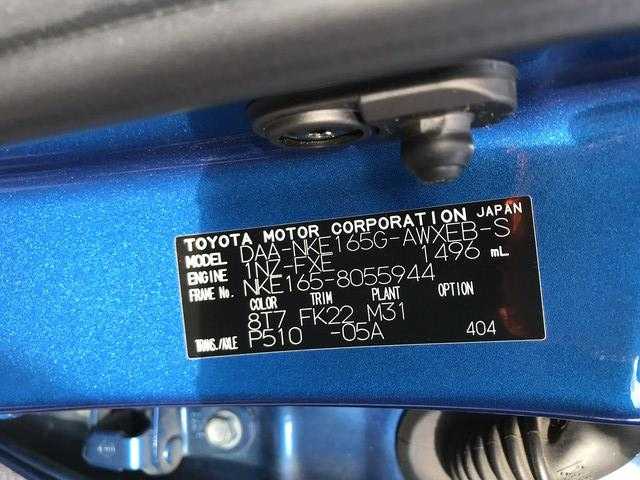 TOYOTA MOTOR CORPORATION JAPAN
MODEL DAA-NKE165G-AWXEB-S
ENGINE 1NZ-FXE 1496 mL
FRAME No. NKE165-8055944
COLOR TRIM PLANT OPTION
8T7 FK22 M31
TRANS./AXLE P510 -05A 404